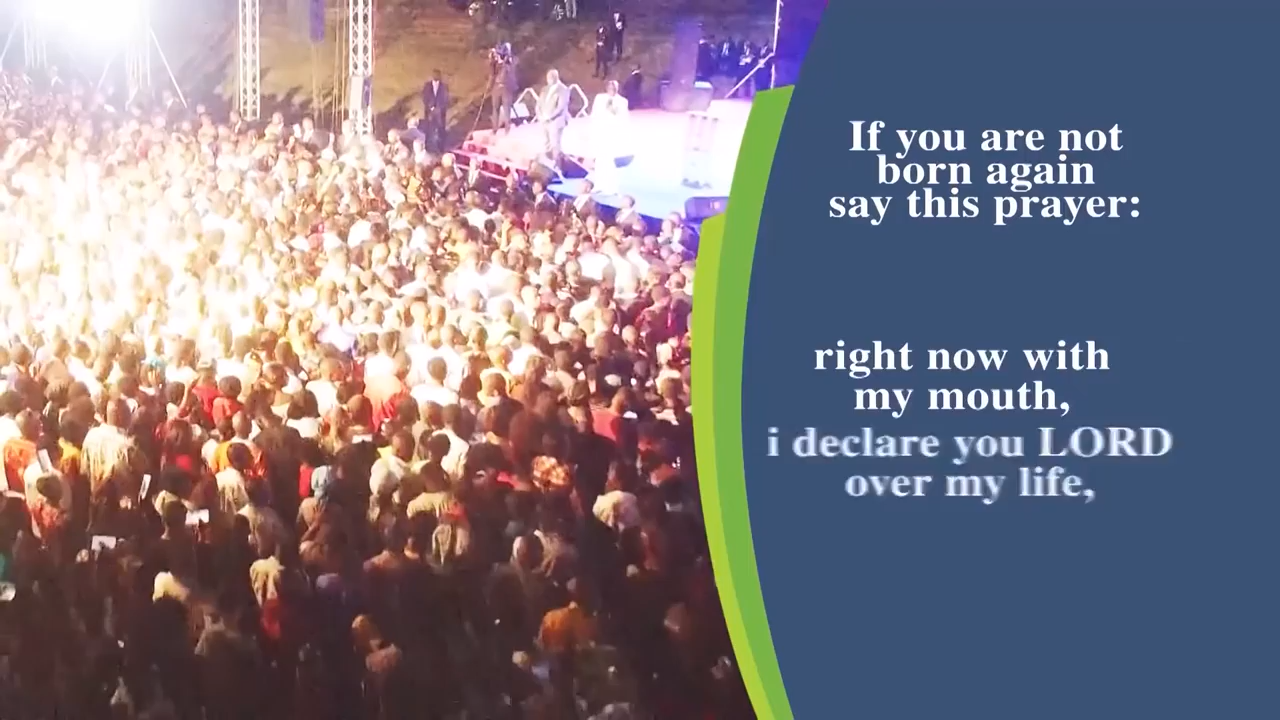 If you are not
born again
say this prayer:
right now with
my mouth,
i declare you LORD
over my life,